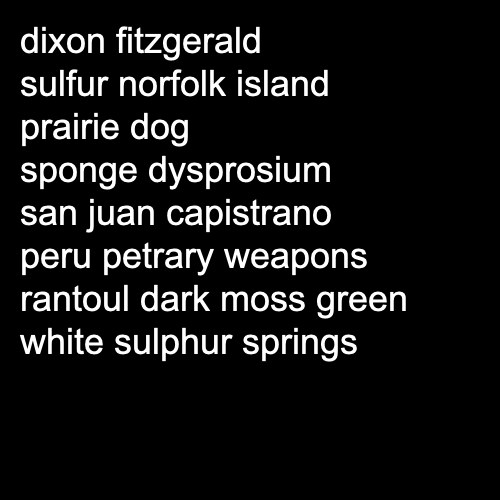 dixon fitzgerald
sulfur norfolk island
prairie dog
sponge dysprosium
san juan capistrano
peru petrary weapons
rantoul dark moss green
white sulphur springs